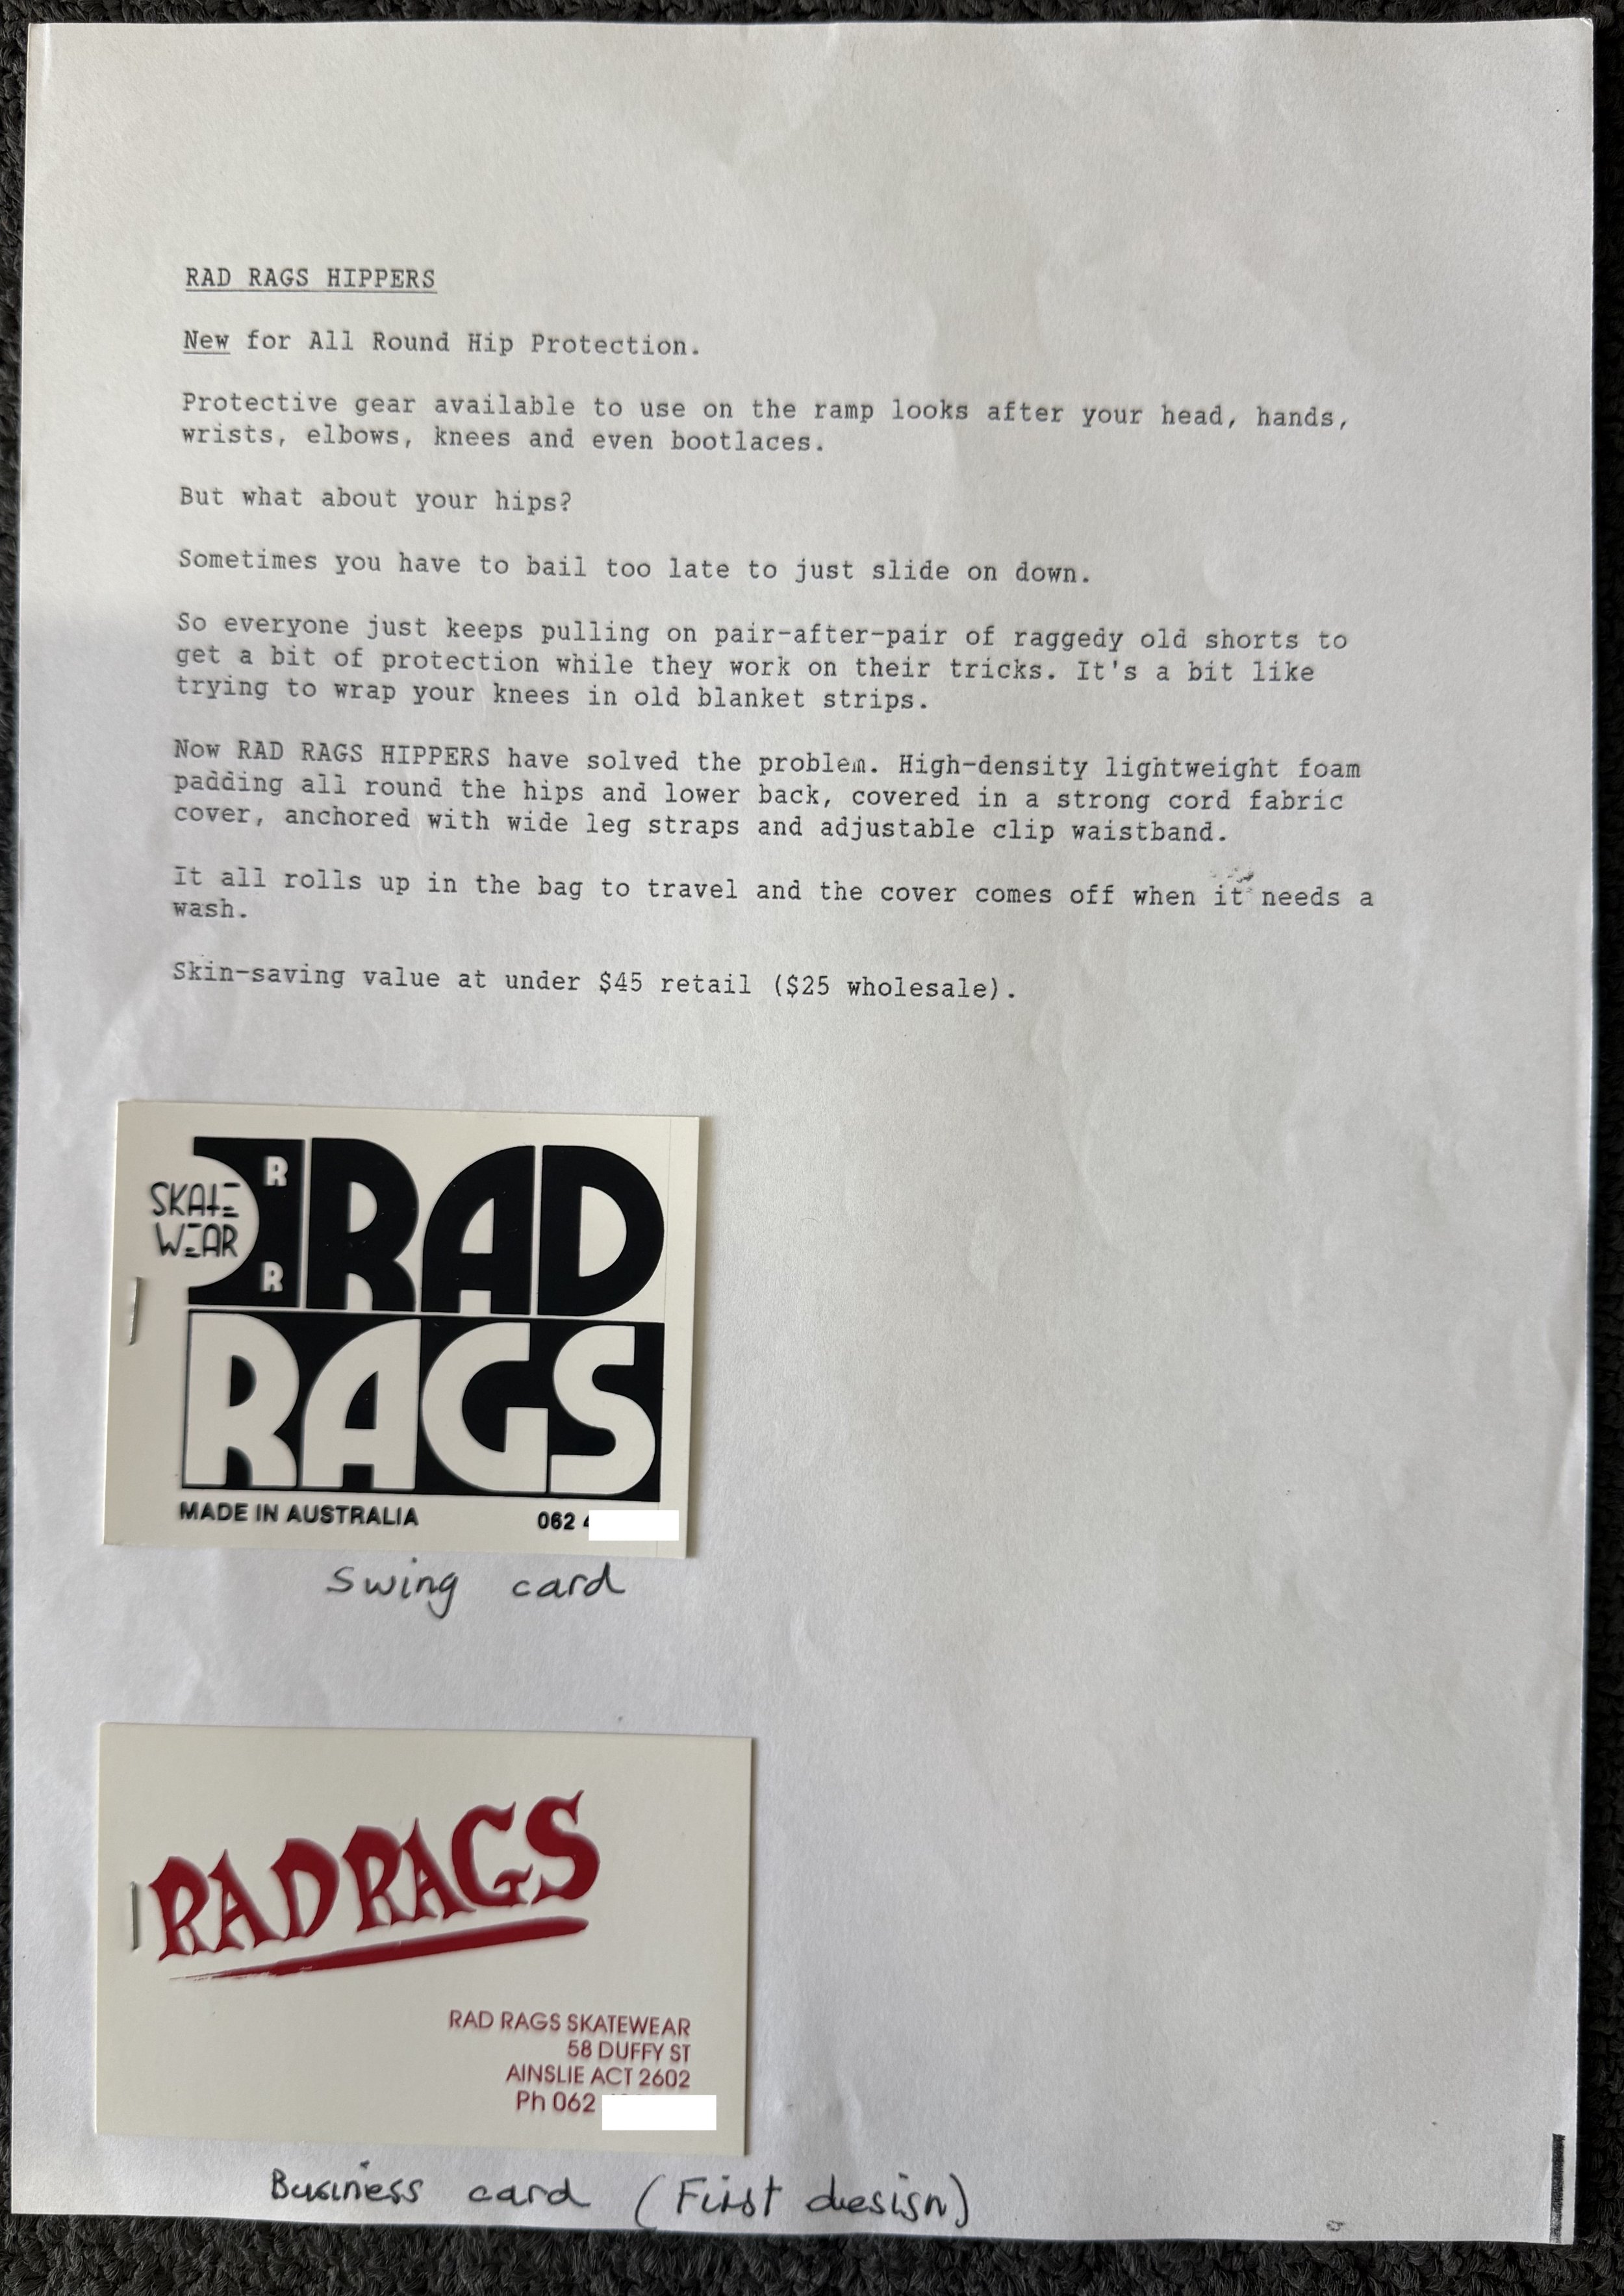 RAD RAGS HIPPERS
New for All Round Hip Protection.
Protective gear available to use on the ramp looks after your head, hands,
wrists, elbows, knees and even bootlaces.
But what about your hips?
Sometimes you have to bail too late to just slide on down.
So everyone just keeps pulling on pair-after-pair of raggedy old shorts to
get a bit of protection while they work on their tricks. It's a bit like
trying to wrap your knees in old blanket strips.
Now RAD RAGS HIPPERS have solved the problem. High-density lightweight foam
padding all round the hips and lower back, covered in a strong cord fabric
cover, anchored with wide leg straps and adjustable clip waistband.
It all rolls up in the bag to travel and the cover comes off when it needs a
wash.
Skin-saving value at under $45 retail ($25 wholesale).
SKATE
WEAR
R
R
RAD
RAGS
MADE IN AUSTRALIA 062
Swing card
RAD RAGS
RAD RAGS SKATEWEAR
58 DUFFY ST
AINSLIE ACT 2602
Ph 062
Business card (First design)